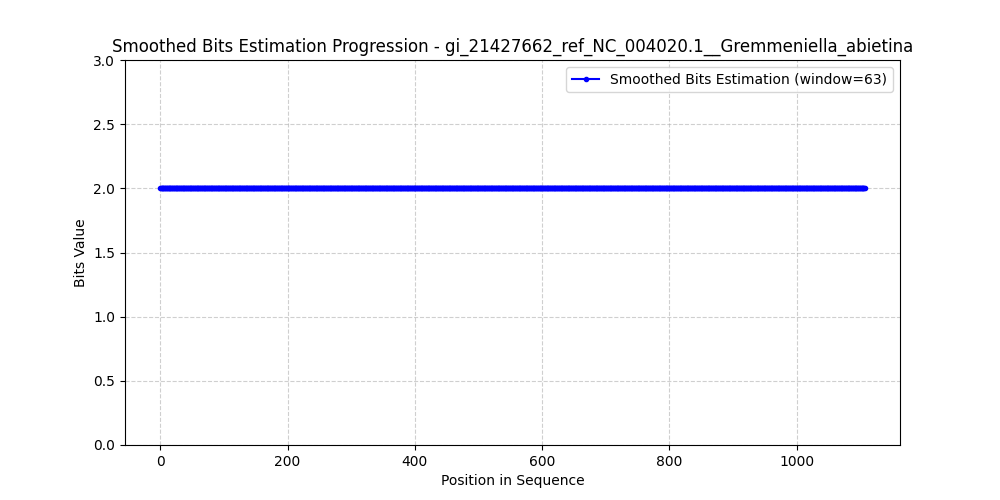 Smoothed Bits Estimation Progression - gi_21427662_ref_NC_004020.1__Gremmeniella_abietina
3.0
Smoothed Bits Estimation (window=63)
2.5
2.0
1.5
1.0
0.5
0.0
Bits Value
0 200 400 600 800 1000
Position in Sequence